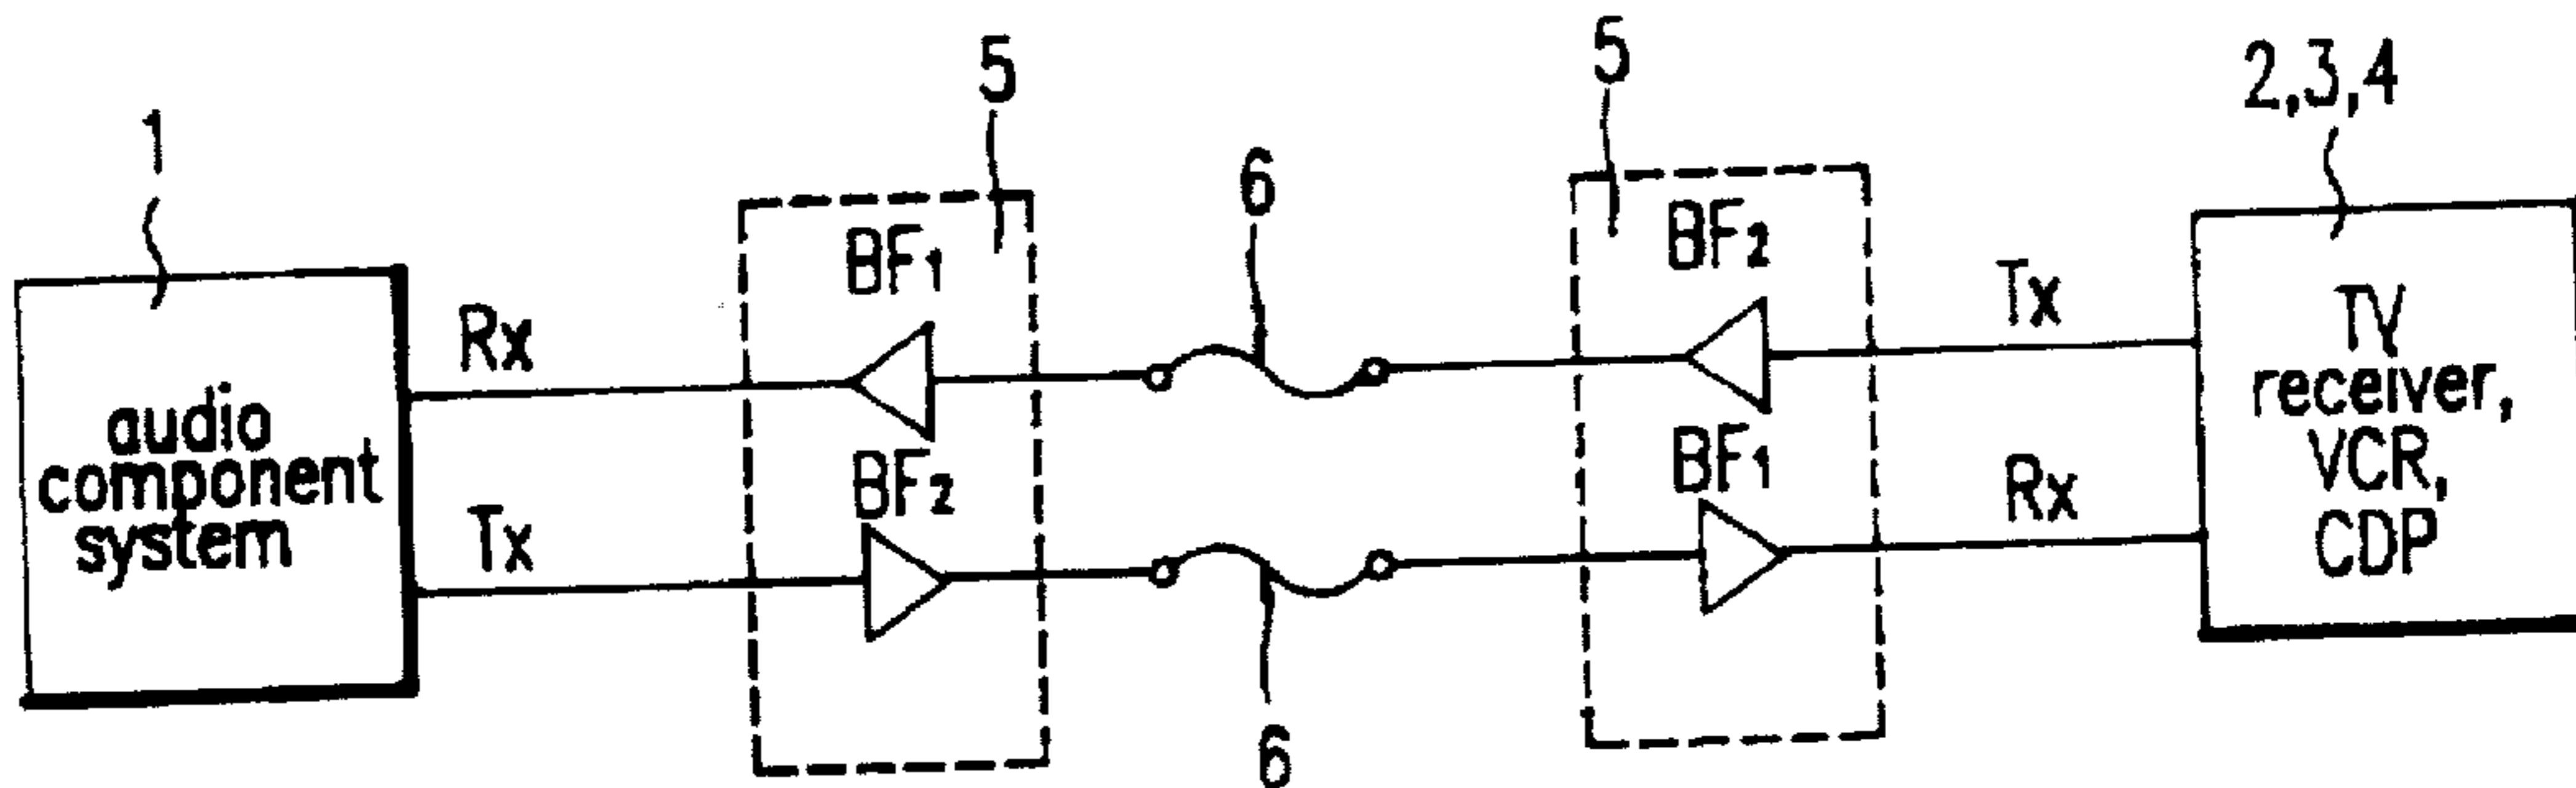 1
5
6
5
2,3,4
BF1
BF2
Rx
Tx
audio
component
system
TV
receiver,
VCR,
CDP
BF2
BF1
Tx
Rx
6